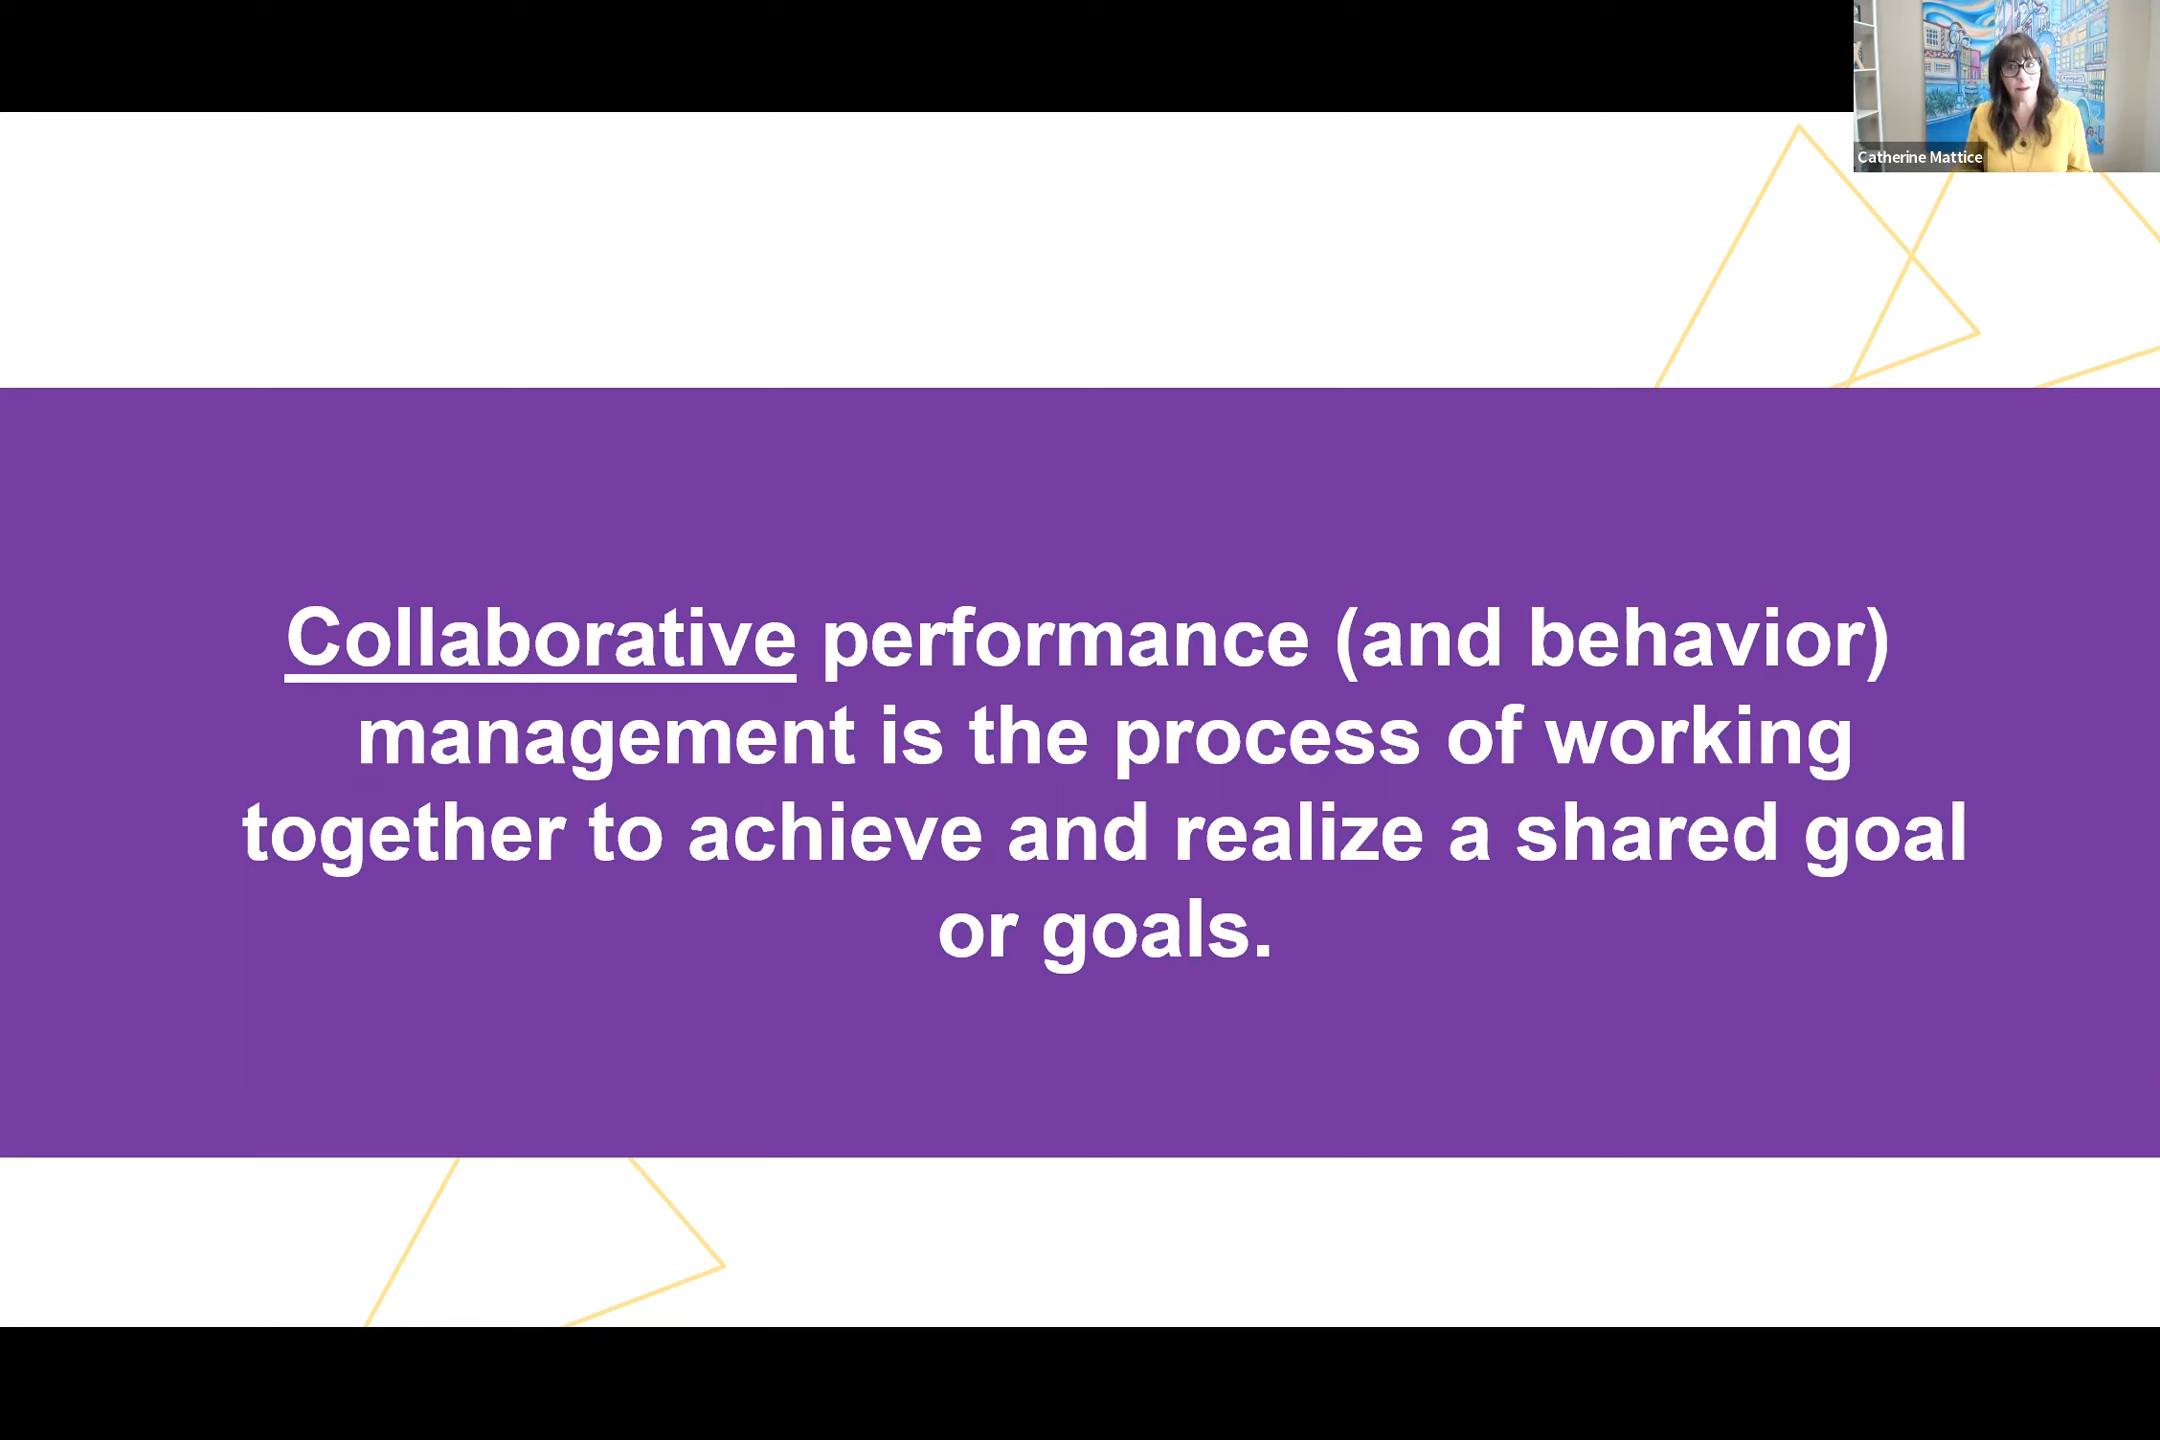 Catherine Mattice
Collaborative performance (and behavior)
management is the process of working
together to achieve and realize a shared goal
or goals.